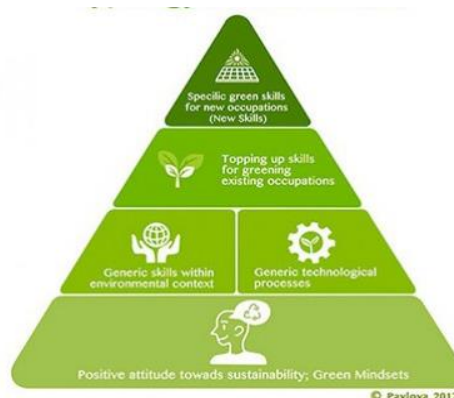 Specific green skills
for new occupations
(New Skills)
Topping up skills
for greening
existing occupations
Generic skills within
environmental context
Generic technological
processes
Positive attitude towards sustainability; Green Mindsets
© Pavlova 2017